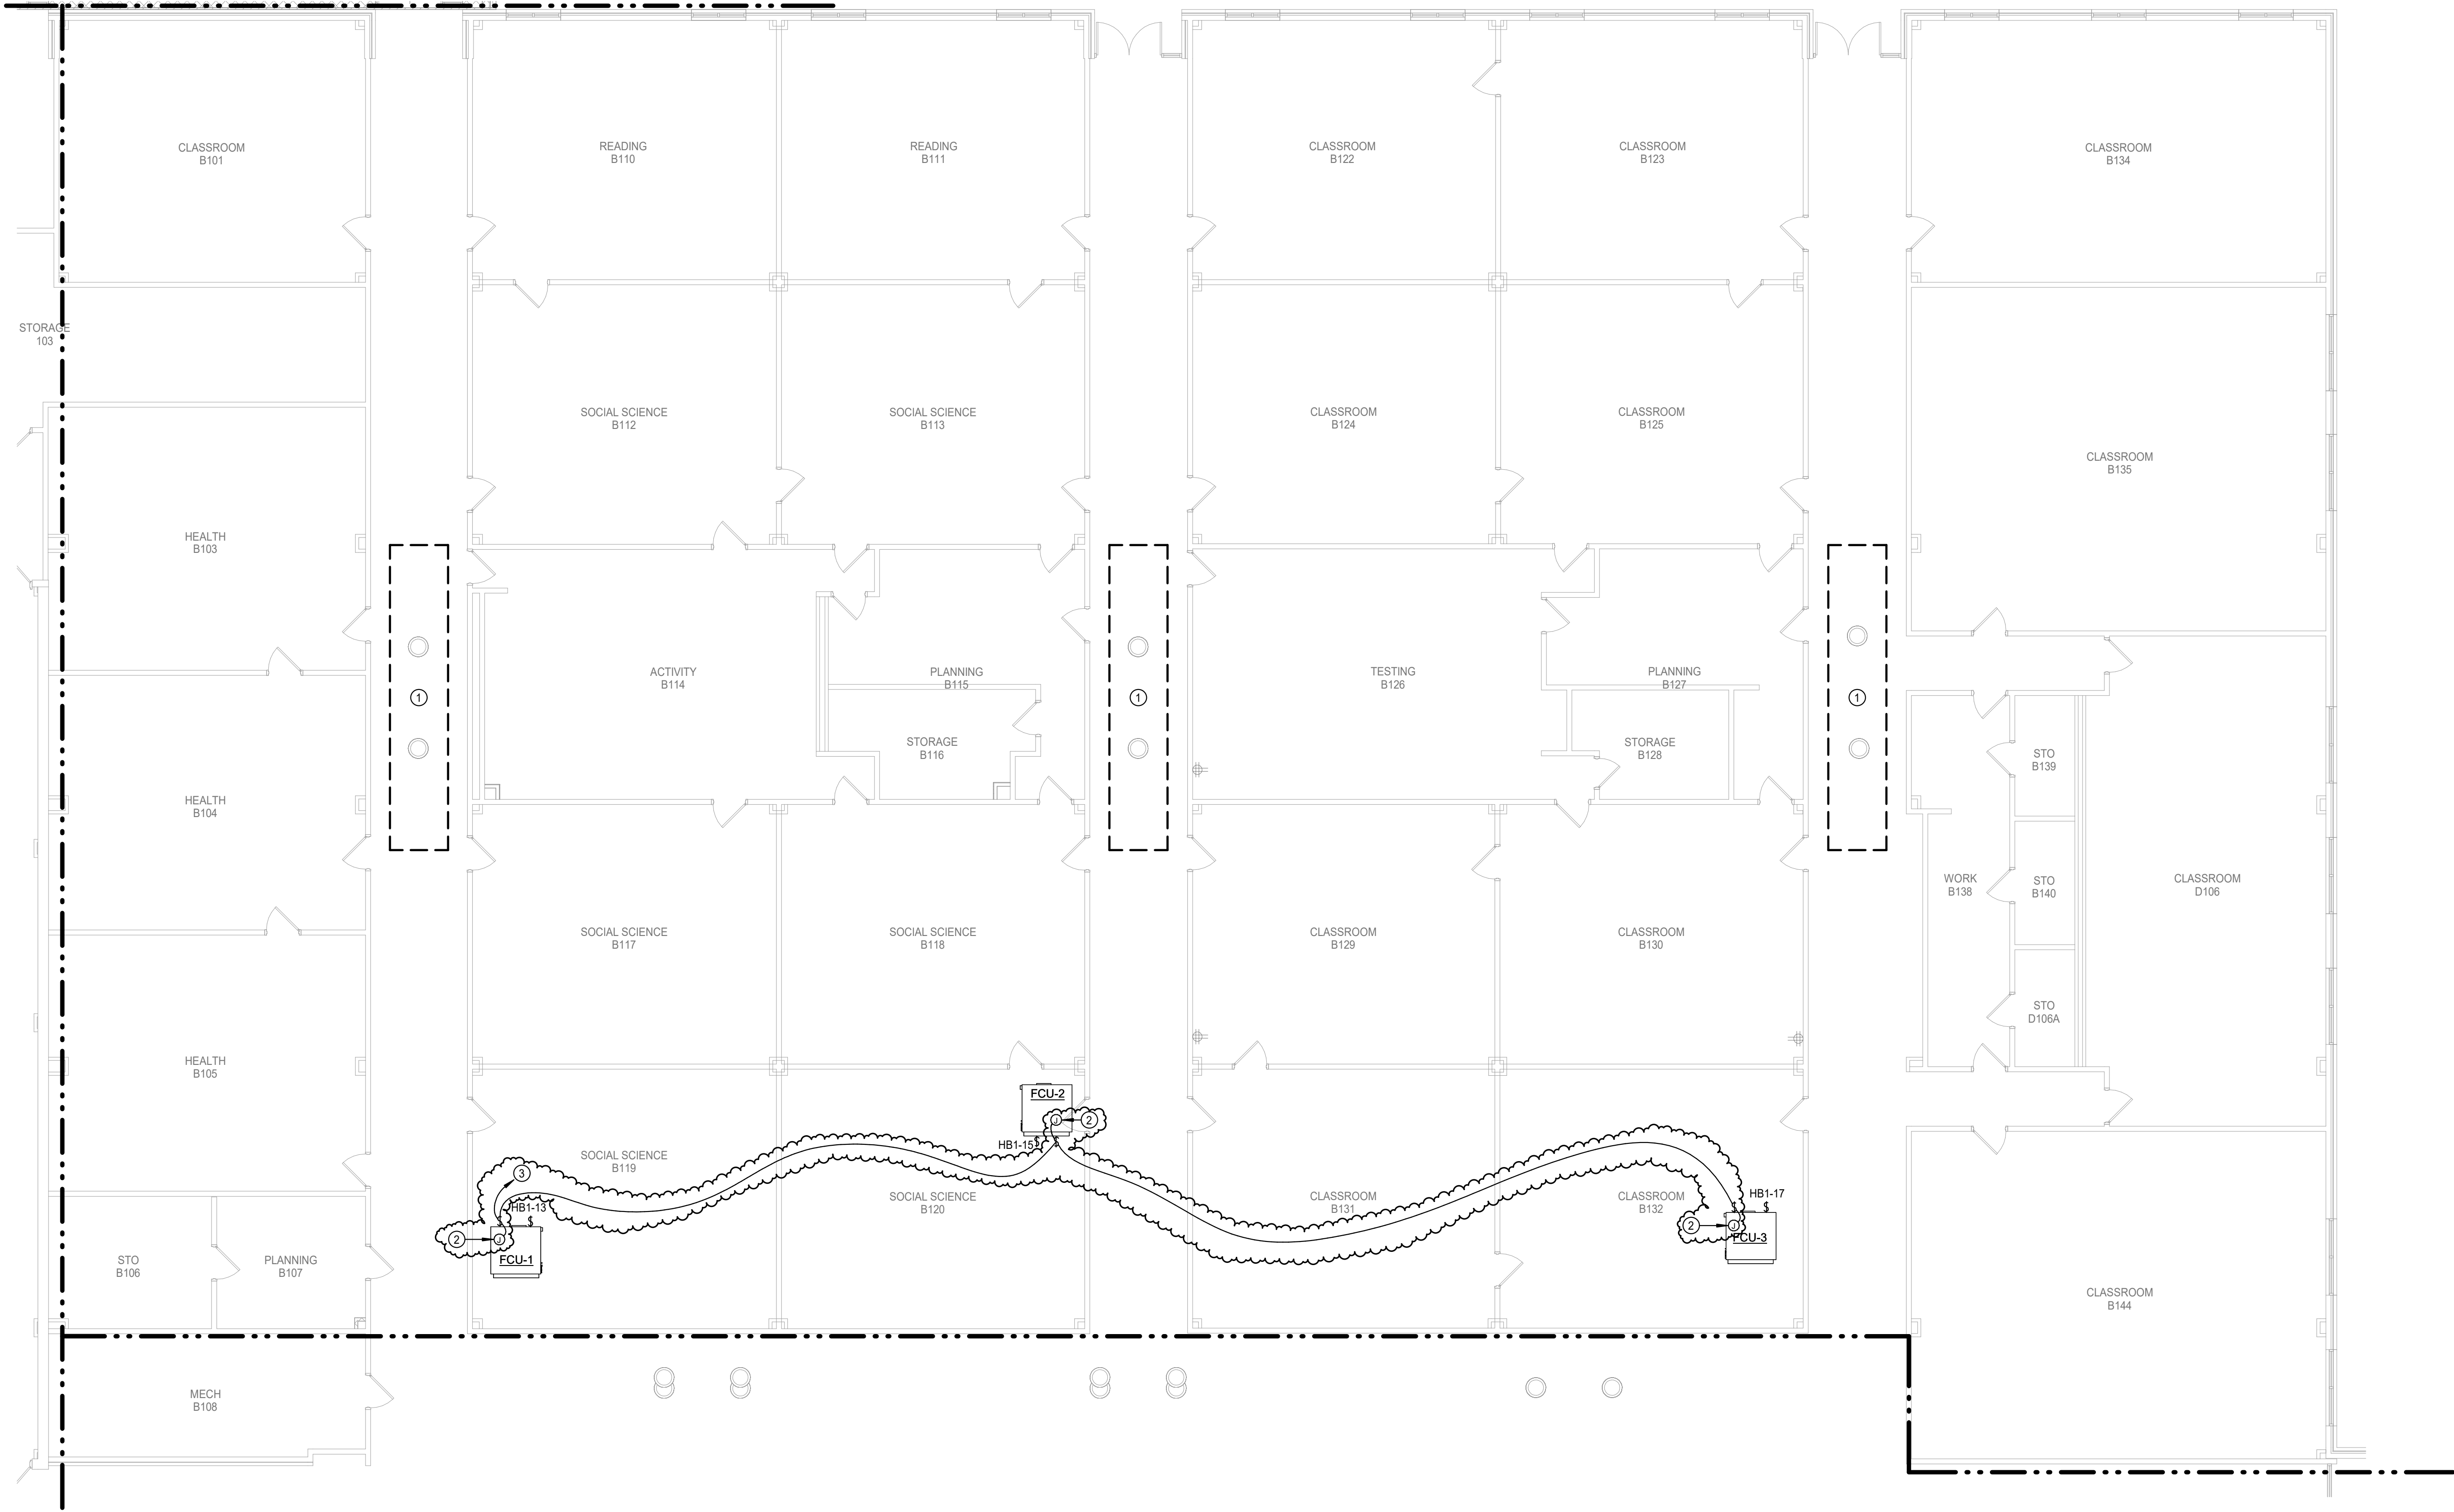 CLASSROOM
B101
READING
B110
READING
B111
CLASSROOM
B122
CLASSROOM
B123
CLASSROOM
B134
STORAGE
103
SOCIAL SCIENCE
B112
SOCIAL SCIENCE
B113
CLASSROOM
B124
CLASSROOM
B125
CLASSROOM
B135
HEALTH
B103
ACTIVITY
B114
PLANNING
B115
TESTING
B126
PLANNING
B127
1
1
1
STORAGE
B116
STORAGE
B128
STO
B139
HEALTH
B104
WORK
B138
STO
B140
CLASSROOM
D106
SOCIAL SCIENCE
B117
SOCIAL SCIENCE
B118
CLASSROOM
B129
CLASSROOM
B130
STO
D106A
HEALTH
B105
FCU-2
J
2
HB1-15
$
$
SOCIAL SCIENCE
B119
3
SOCIAL SCIENCE
B120
CLASSROOM
B131
CLASSROOM
B132
HB1-17
$
$
HB1-13
$
$
2
J
FCU-1
2
J
FCU-3
STO
B106
PLANNING
B107
CLASSROOM
B144
MECH
B108